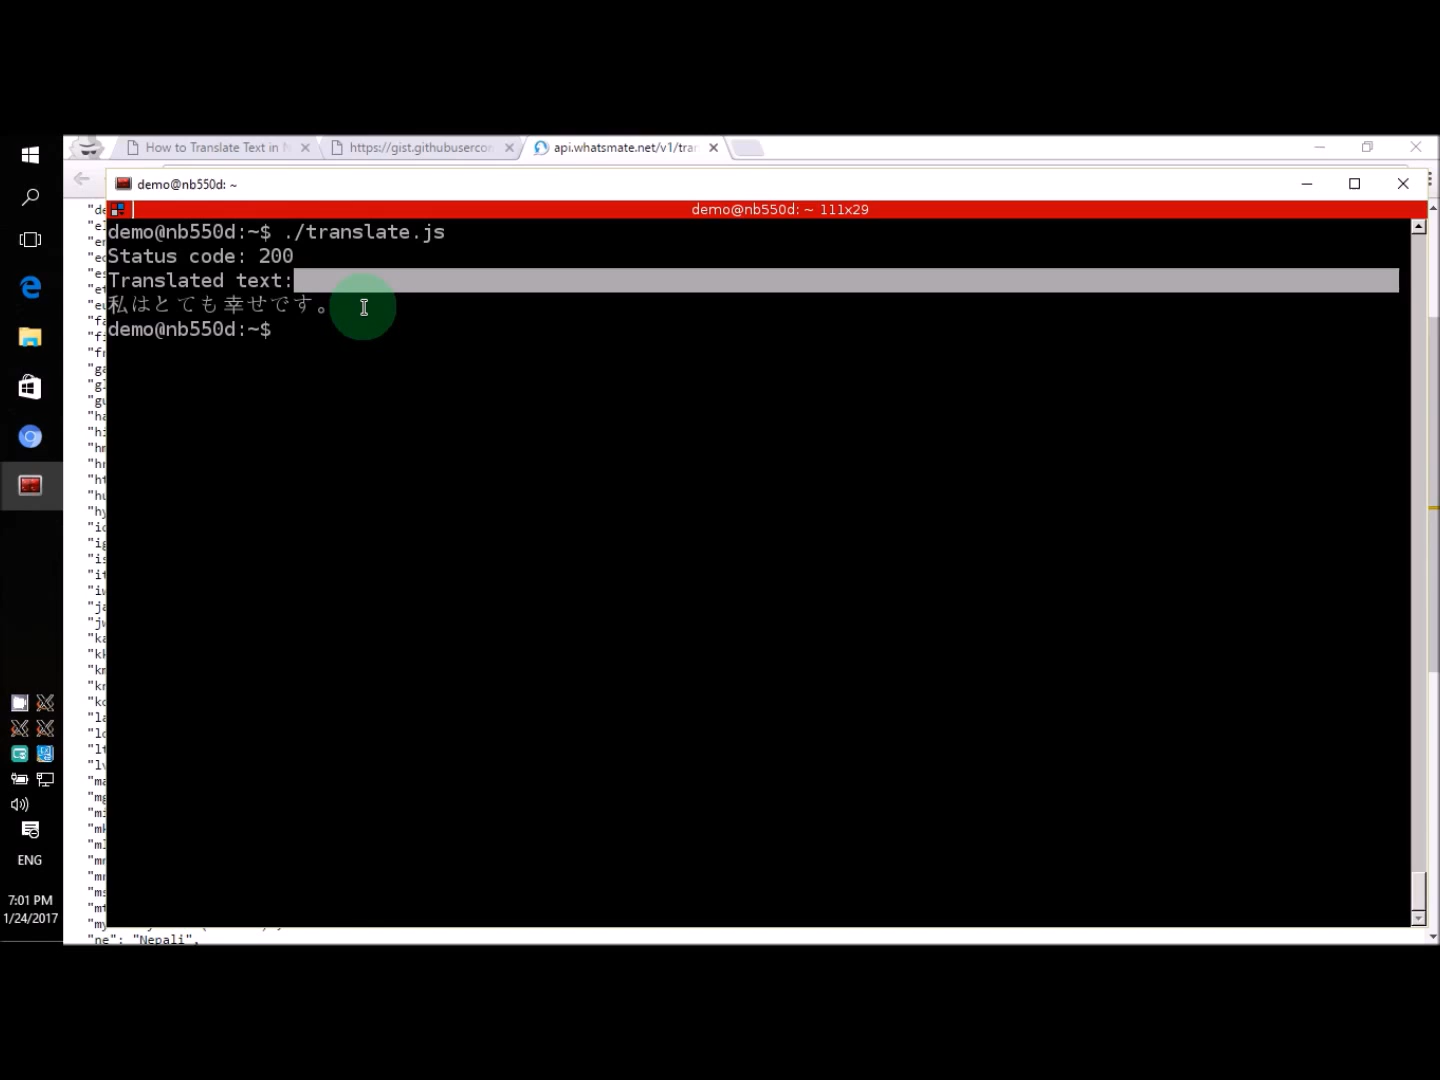 How to Translate Text in
https://gist.githubuserco
api.whatsmate.net/v1/tra
demo@nb550d: ~
demo@nb550d: ~ 111x29
demo@nb550d:~$ ./translate.js
Status code: 200
Translated text:
私はとても幸せです。
demo@nb550d:~$
ENG
7:01 PM
1/24/2017
"ne": "Nepali",